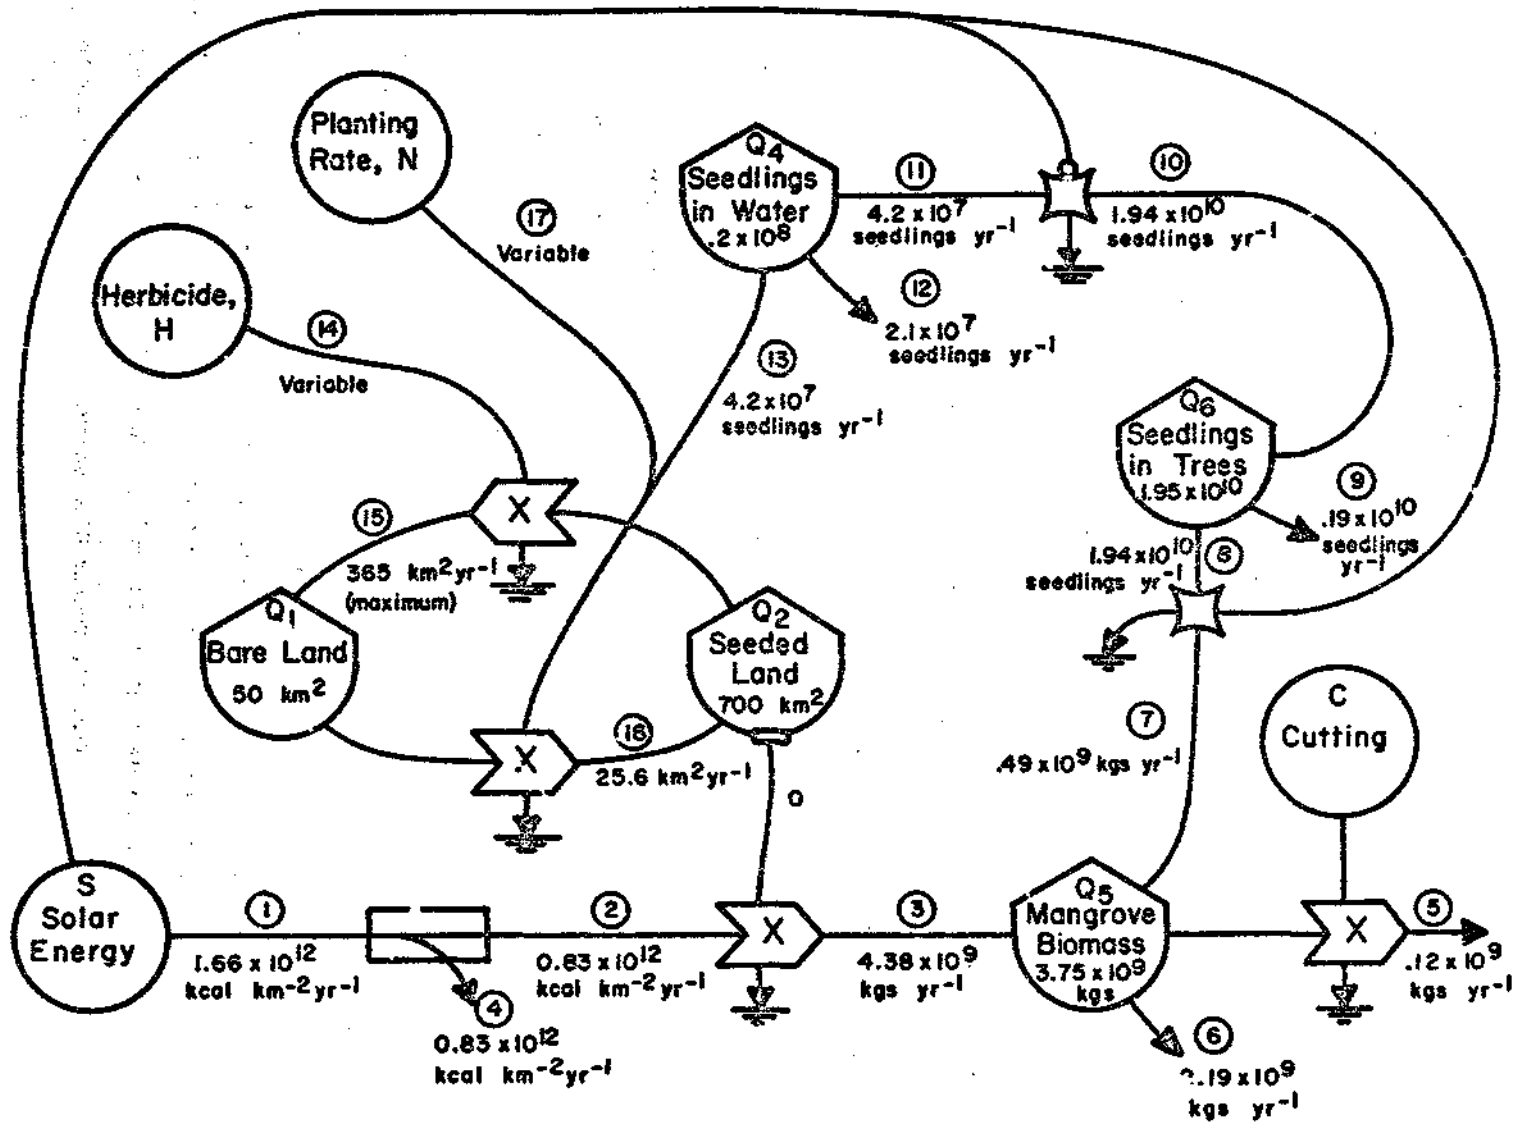 Planting
Rate, N
17
Variable
Herbicide,
H
14
Variable
Q4
Seedlings
in Water
.2 x 10^8
11
4.2 x 10^7
seedlings yr^-1
10
1.94 x 10^10
seedlings yr^-1
12
2.1 x 10^7
seedlings yr^-1
13
4.2 x 10^7
seedlings yr^-1
Q6
Seedlings
in Trees
1.95 x 10^10
9
.19 x 10^10
seedlings
yr^-1
8
1.94 x 10^10
seedlings yr^-1
X
15
365 km^2 yr^-1
(maximum)
Q1
Bare Land
50 km^2
Q2
Seeded
Land
700 km^2
X
16
25.6 km^2 yr^-1
0
7
.49 x 10^9 kgs yr^-1
C
Cutting
S
Solar
Energy
1
1.66 x 10^12
kcal km^-2 yr^-1
2
0.83 x 10^12
kcal km^-2 yr^-1
4
0.83 x 10^12
kcal km^-2 yr^-1
X
3
4.38 x 10^9
kgs yr^-1
Q5
Mangrove
Biomass
3.75 x 10^9
kgs
X
5
.12 x 10^9
kgs yr^-1
6
.19 x 10^9
kgs yr^-1